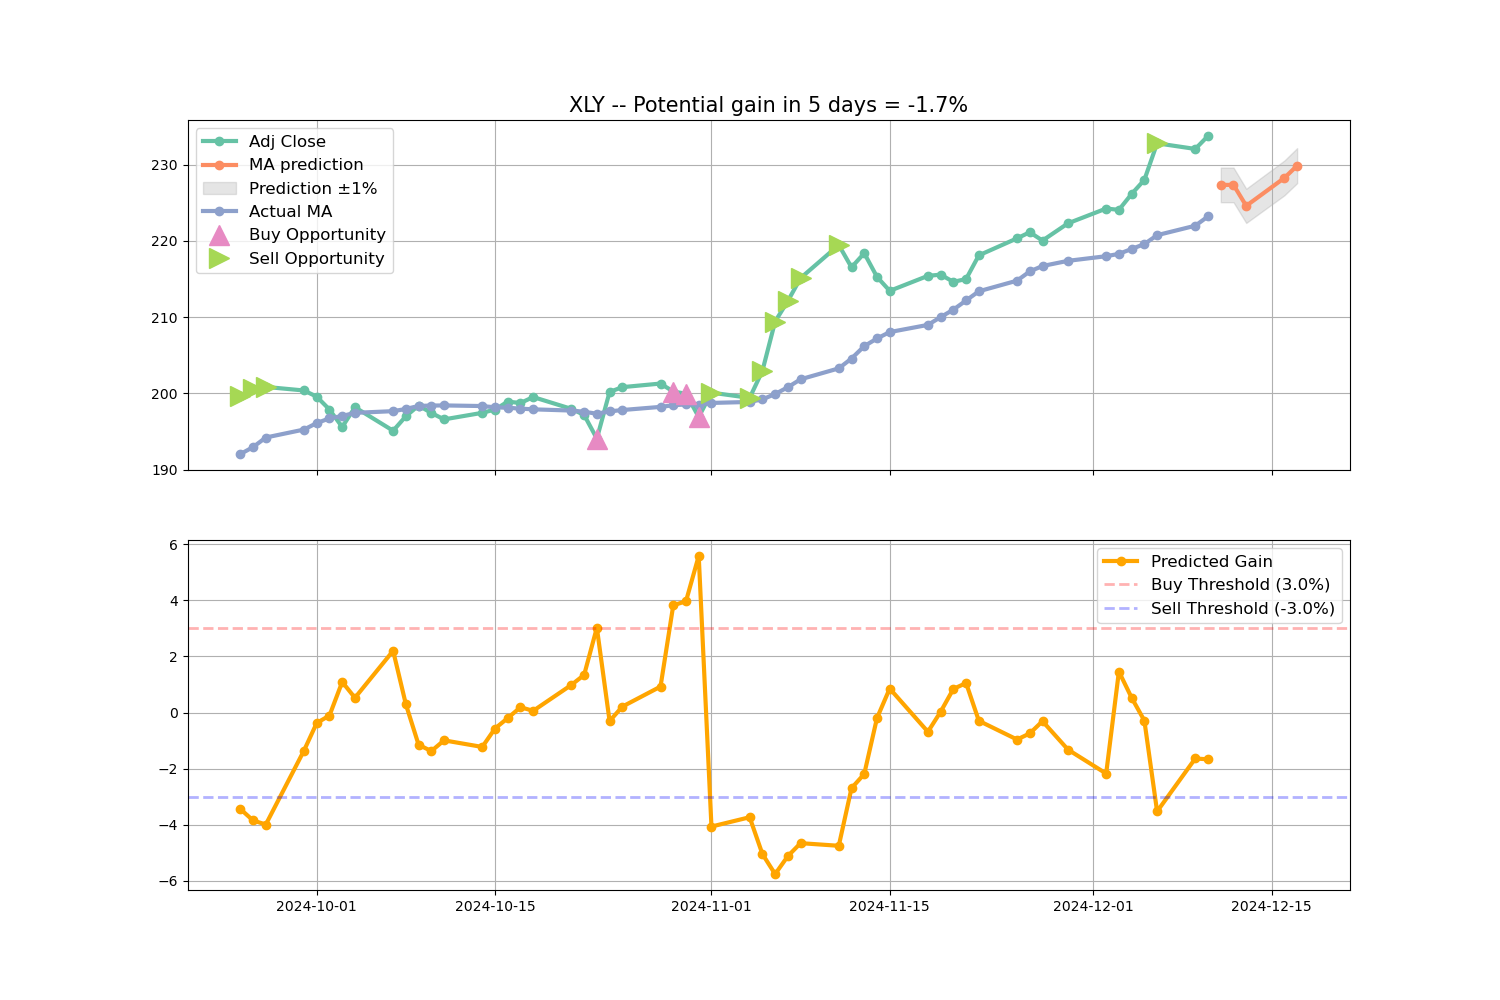 XLY -- Potential gain in 5 days = -1.7%
Adj Close
MA prediction
Prediction ±1%
Actual MA
Buy Opportunity
Sell Opportunity
230
220
210
200
190
Predicted Gain
Buy Threshold (3.0%)
Sell Threshold (-3.0%)
6
4
2
0
−2
−4
−6
2024-10-01
2024-10-15
2024-11-01
2024-11-15
2024-12-01
2024-12-15